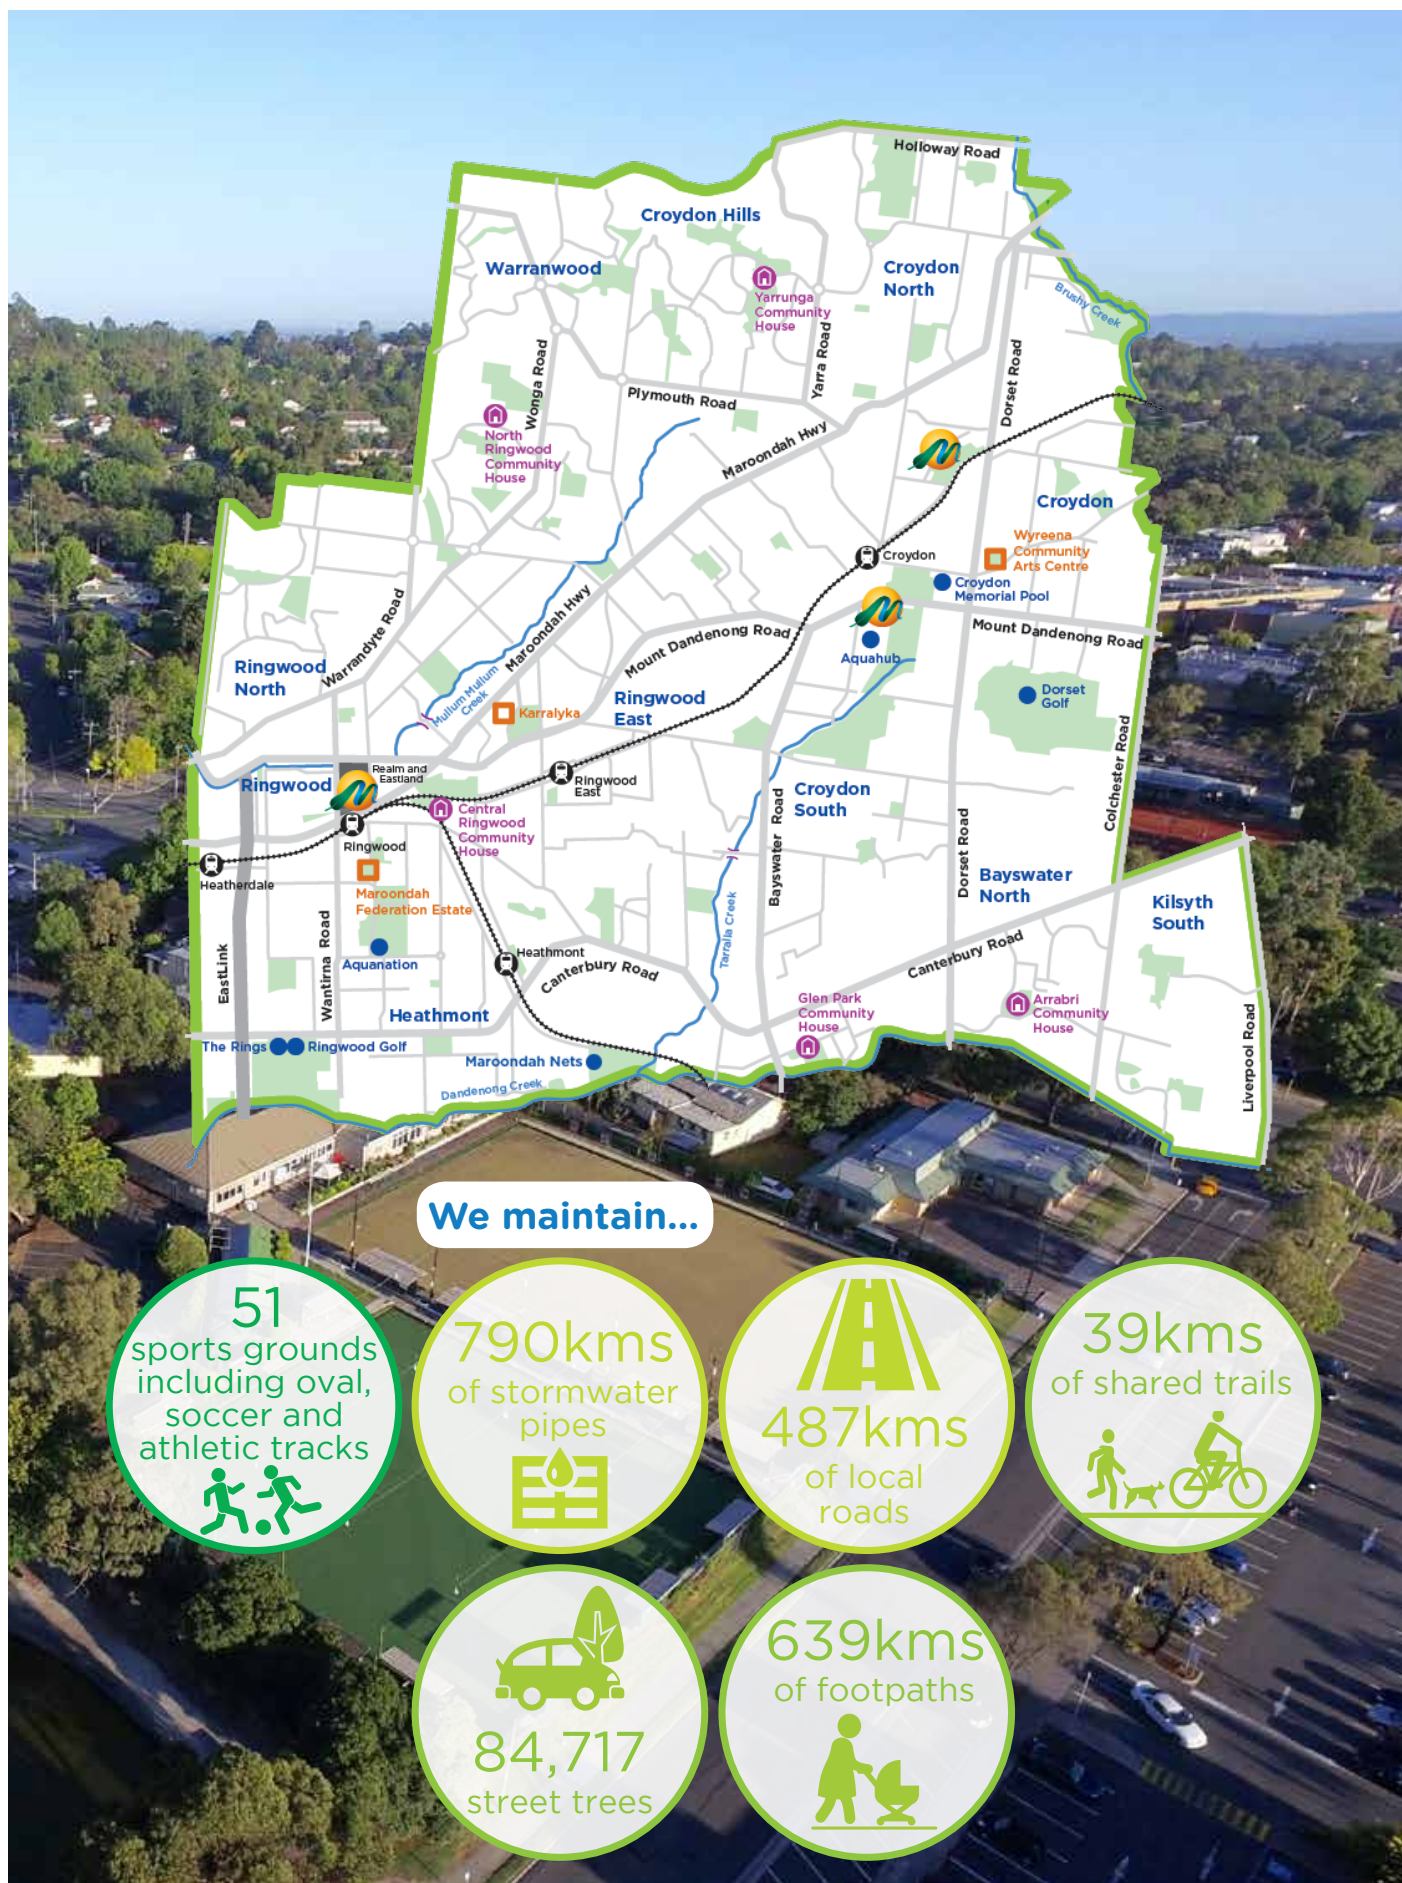 Holloway Road
Croydon Hills
Warranwood
Croydon
North
Yarrunga
Community
House
Brushy Creek
Wonga Road
Yarra Road
Dorset Road
Plymouth Road
North
Ringwood
Community
House
Maroondah Hwy
Croydon
Wyreena
Community
Arts Centre
Croydon
Croydon
Memorial Pool
Warrandyte Road
Maroondah Hwy
Mount Dandenong Road
Mount Dandenong Road
Aquahub
Ringwood
North
Mullum Mullum
Creek
Karralyka
Ringwood
East
Dorset
Golf
Colchester Road
Realm and
Eastland
Ringwood
Ringwood
East
Croydon
South
Central
Ringwood
Community
House
Bayswater Road
Dorset Road
Ringwood
Heatherdale
Maroondah
Federation Estate
Bayswater
North
Kilsyth
South
Tarralla Creek
EastLink
Wantirna Road
Aquanation
Heathmont
Canterbury Road
Canterbury Road
Heathmont
Glen Park
Community
House
Arrabri
Community
House
Liverpool Road
The Rings
Ringwood Golf
Maroondah Nets
Dandenong Creek
We maintain...
51
sports grounds
including oval,
soccer and
athletic tracks
790kms
of stormwater
pipes
487kms
of local
roads
39kms
of shared trails
84,717
street trees
639kms
of footpaths